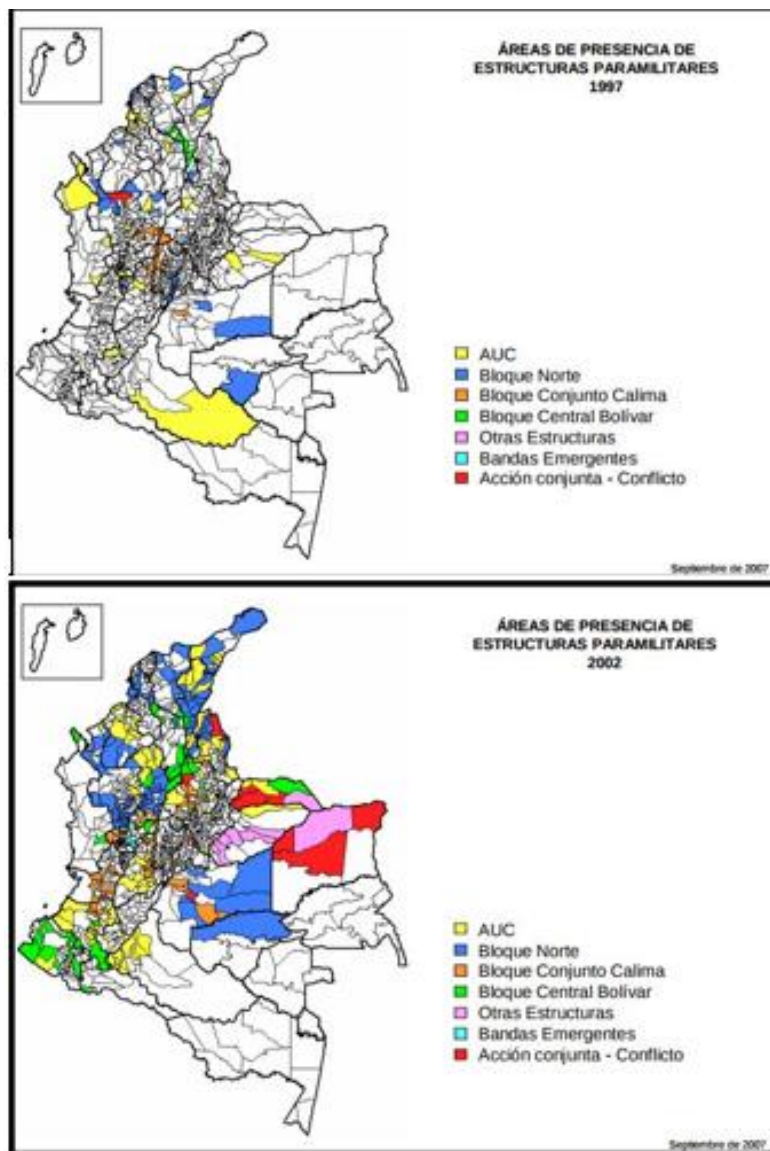 ÁREAS DE PRESENCIA DE
ESTRUCTURAS PARAMILITARES
1997
AUC
Bloque Norte
Bloque Conjunto Calima
Bloque Central Bolívar
Otras Estructuras
Bandas Emergentes
Acción conjunta - Conflicto
Septiembre de 2007
ÁREAS DE PRESENCIA DE
ESTRUCTURAS PARAMILITARES
2002
AUC
Bloque Norte
Bloque Conjunto Calima
Bloque Central Bolívar
Otras Estructuras
Bandas Emergentes
Acción conjunta - Conflicto
Septiembre de 2007